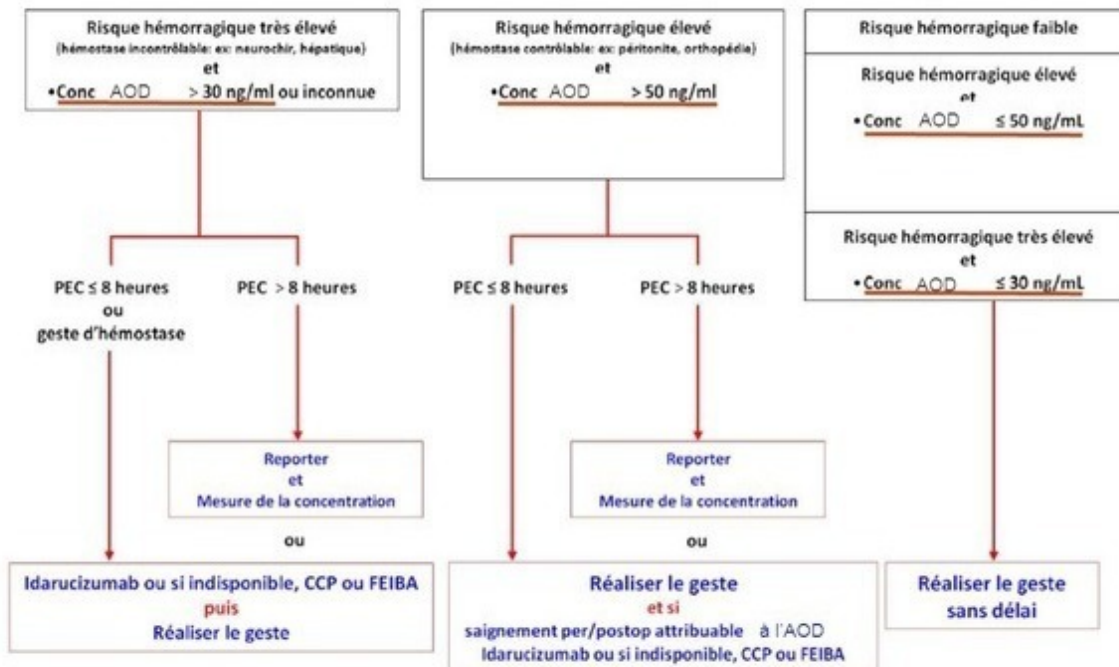 Risque hémorragique très élevé
(hémostase incontrôlable: ex: neurochir, hépatique)
et
•Conc AOD > 30 ng/ml ou inconnue
PEC ≤ 8 heures
ou
geste d'hémostase
PEC > 8 heures
Reporter
et
Mesure de la concentration
ou
Idarucizumab ou si indisponible, CCP ou FEIBA
puis
Réaliser le geste
Risque hémorragique élevé
(hémostase contrôlable: ex: péritonite, orthopédie)
et
•Conc AOD > 50 ng/ml
PEC ≤ 8 heures
PEC > 8 heures
Reporter
et
Mesure de la concentration
ou
Réaliser le geste
et si
saignement per/postop attribuable à l'AOD
Idarucizumab ou si indisponible, CCP ou FEIBA
Risque hémorragique faible
Risque hémorragique élevé
et
•Conc AOD ≤ 50 ng/mL
Risque hémorragique très élevé
et
•Conc AOD ≤ 30 ng/mL
Réaliser le geste
sans délai